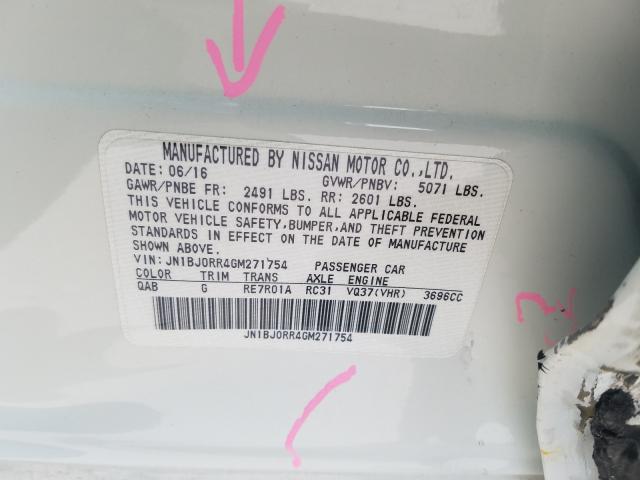 MANUFACTURED BY NISSAN MOTOR CO.,LTD.
DATE: 06/16 GVWR/PNBV: 5071 LBS.
GAWR/PNBE FR: 2491 LBS. RR: 2601 LBS.
THIS VEHICLE CONFORMS TO ALL APPLICABLE FEDERAL
MOTOR VEHICLE SAFETY, BUMPER, AND THEFT PREVENTION
STANDARDS IN EFFECT ON THE DATE OF MANUFACTURE
SHOWN ABOVE.
VIN: JN1BJ0RR4GM271754 PASSENGER CAR
COLOR TRIM TRANS AXLE ENGINE
QAB G RE7R01A RC31 VQ37(VHR) 3696CC
JN1BJ0RR4GM271754